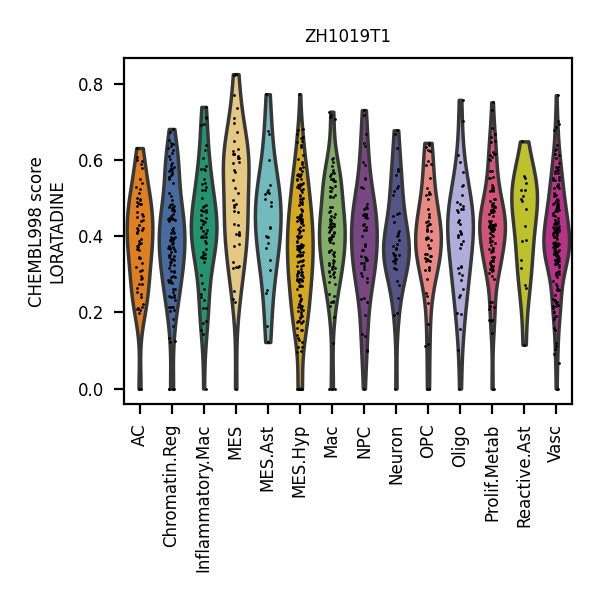 ZH1019T1
CHEMBL998 score
LORATADINE
0.8
0.6
0.4
0.2
0.0
AC
Chromatin.Reg
Inflammatory.Mac
MES
MES.Ast
MES.Hyp
Mac
NPC
Neuron
OPC
Oligo
Prolif.Metab
Reactive.Ast
Vasc